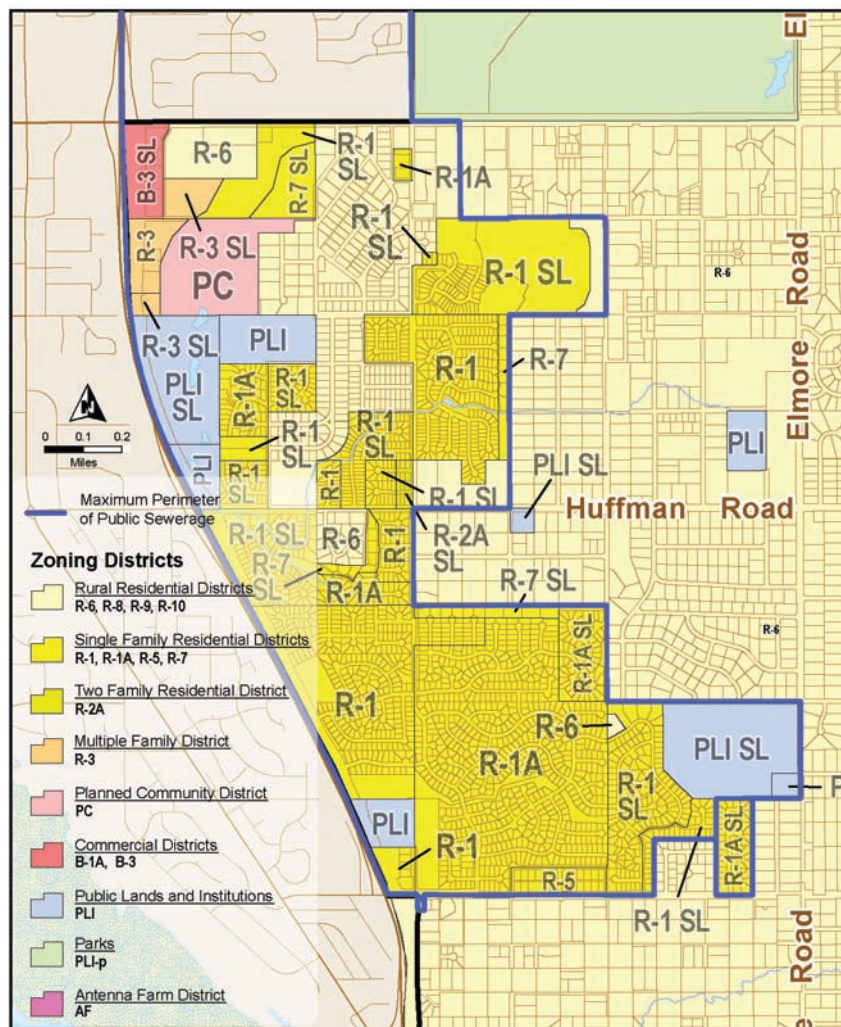 El
R-1
SL
R-6
B-3 SL
R-7 SL
R-1A
R-1
SL
R-3
R-3 SL
PC
R-1 SL
R-6
Elmore Road
R-3 SL
PLI
PLI
SL
R-1
R-7
R-1A
R-1
SL
N
0 0.1 0.2
Miles
R-1
SL
R-1
SL
PLI
PLI
R-1
SL
R-1
R-1 SL
PLI SL
Maximum Perimeter
of Public Sewerage
Huffman Road
R-1 SL
R-6
R-1
R-2A
SL
R-7
SL
R-1A
R-7 SL
R-6
R-1A SL
R-1
R-6
R-1A
R-1
SL
PLI SL
P
PLI
R-1
R-5
R-1A SL
R-1 SL
e Road
Zoning Districts
Rural Residential Districts
R-6, R-8, R-9, R-10
Single Family Residential Districts
R-1, R-1A, R-5, R-7
Two Family Residential District
R-2A
Multiple Family District
R-3
Planned Community District
PC
Commercial Districts
B-1A, B-3
Public Lands and Institutions
PLI
Parks
PLI-p
Antenna Farm District
AF